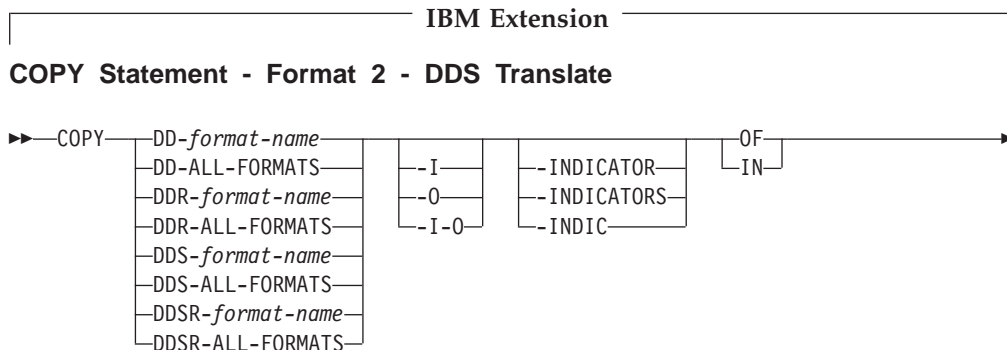 IBM Extension
COPY Statement - Format 2 - DDS Translate
COPY DD-format-name OF
DD-ALL-FORMATS -I -INDICATOR IN
DDR-format-name -O -INDICATORS
DDR-ALL-FORMATS -I-O -INDIC
DDS-format-name
DDS-ALL-FORMATS
DDSR-format-name
DDSR-ALL-FORMATS